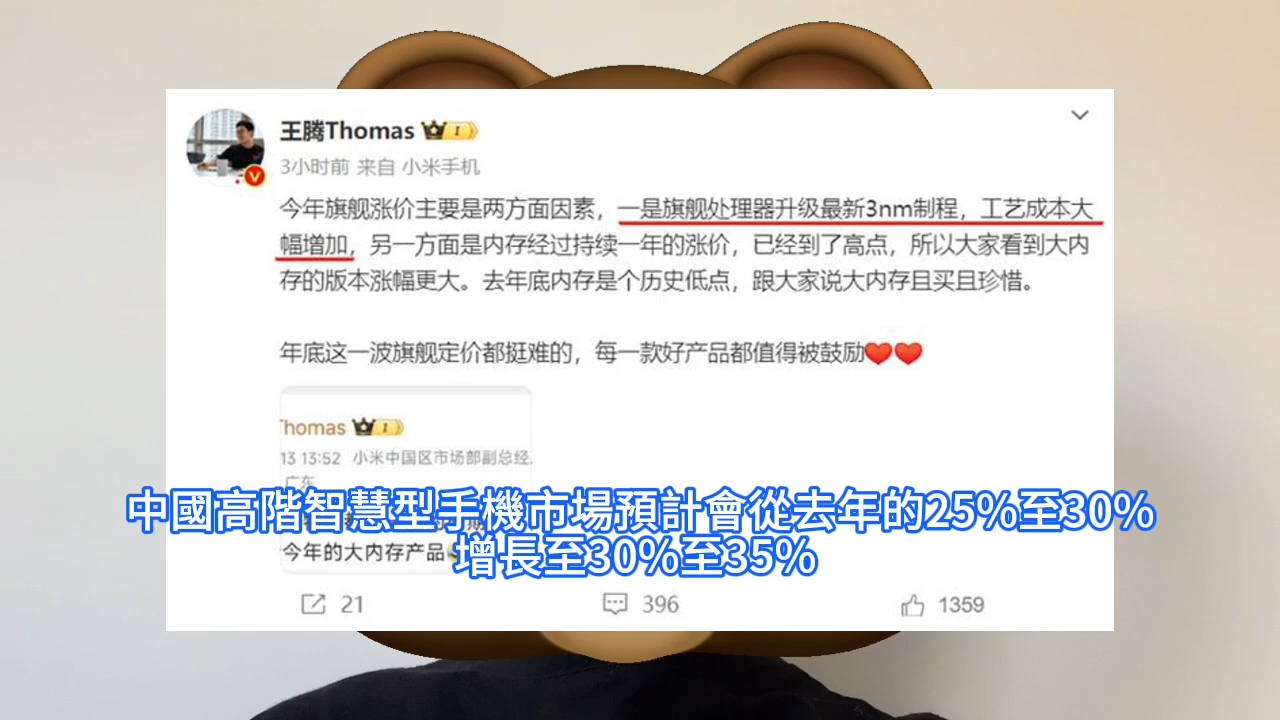 王腾Thomas
3小时前 来自 小米手机
今年旗舰涨价主要是两方面因素，一是旗舰处理器升级最新3nm制程，工艺成本大
幅增加，另一方面是内存经过持续一年的涨价，已经到了高点，所以大家看到大内
存的版本涨幅更大。去年底内存是个历史低点，跟大家说大内存且买且珍惜。
年底这一波旗舰定价都挺难的，每一款好产品都值得被鼓励
Thomas
13 13:52 小米中国区市场部副总经
广东
中國高階智慧型手機市場預計會從去年的25%至30%
增長至30%至35%
今年的大内存产品
21 396 1359